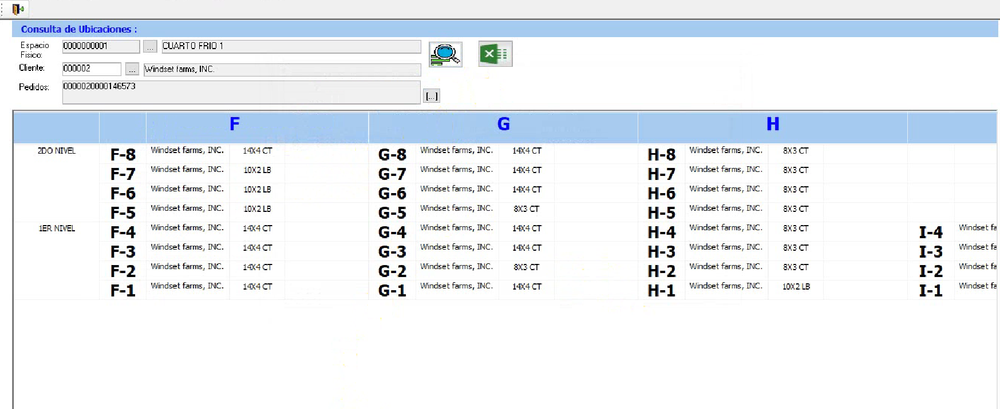 Consulta de Ubicaciones :
Espacio Fisico: 0000000001 ... CUARTO FRIO 1
Cliente: 000002 ... Windset farms, INC.
Pedidos: 0000020000146573 [...]
F G H
2DO NIVEL F-8 Windset farms, INC. 14X4 CT G-8 Windset farms, INC. 14X4 CT H-8 Windset farms, INC. 8X3 CT
F-7 Windset farms, INC. 10X2 LB G-7 Windset farms, INC. 14X4 CT H-7 Windset farms, INC. 8X3 CT
F-6 Windset farms, INC. 10X2 LB G-6 Windset farms, INC. 14X4 CT H-6 Windset farms, INC. 8X3 CT
F-5 Windset farms, INC. 10X2 LB G-5 Windset farms, INC. 8X3 CT H-5 Windset farms, INC. 8X3 CT
1ER NIVEL F-4 Windset farms, INC. 14X4 CT G-4 Windset farms, INC. 14X4 CT H-4 Windset farms, INC. 8X3 CT I-4 Windset fa
F-3 Windset farms, INC. 14X4 CT G-3 Windset farms, INC. 14X4 CT H-3 Windset farms, INC. 8X3 CT I-3 Windset fa
F-2 Windset farms, INC. 14X4 CT G-2 Windset farms, INC. 8X3 CT H-2 Windset farms, INC. 8X3 CT I-2 Windset fa
F-1 Windset farms, INC. 14X4 CT G-1 Windset farms, INC. 14X4 CT H-1 Windset farms, INC. 10X2 LB I-1 Windset fa